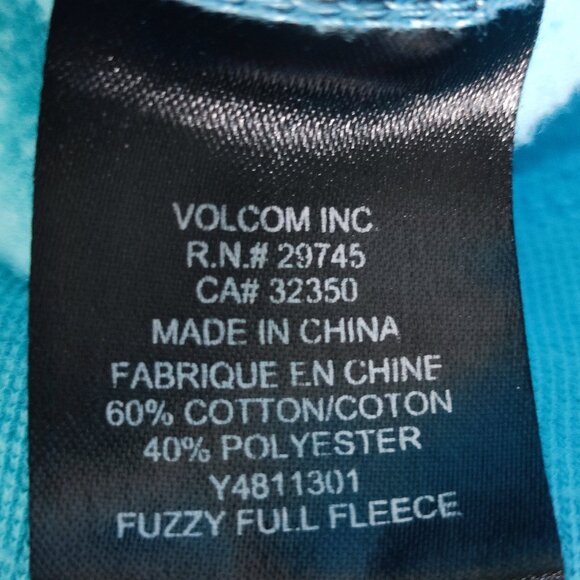 VOLCOM INC.
R.N.# 29745
CA# 32350
MADE IN CHINA
FABRIQUE EN CHINE
60% COTTON/COTON
40% POLYESTER
Y4811301
FUZZY FULL FLEECE